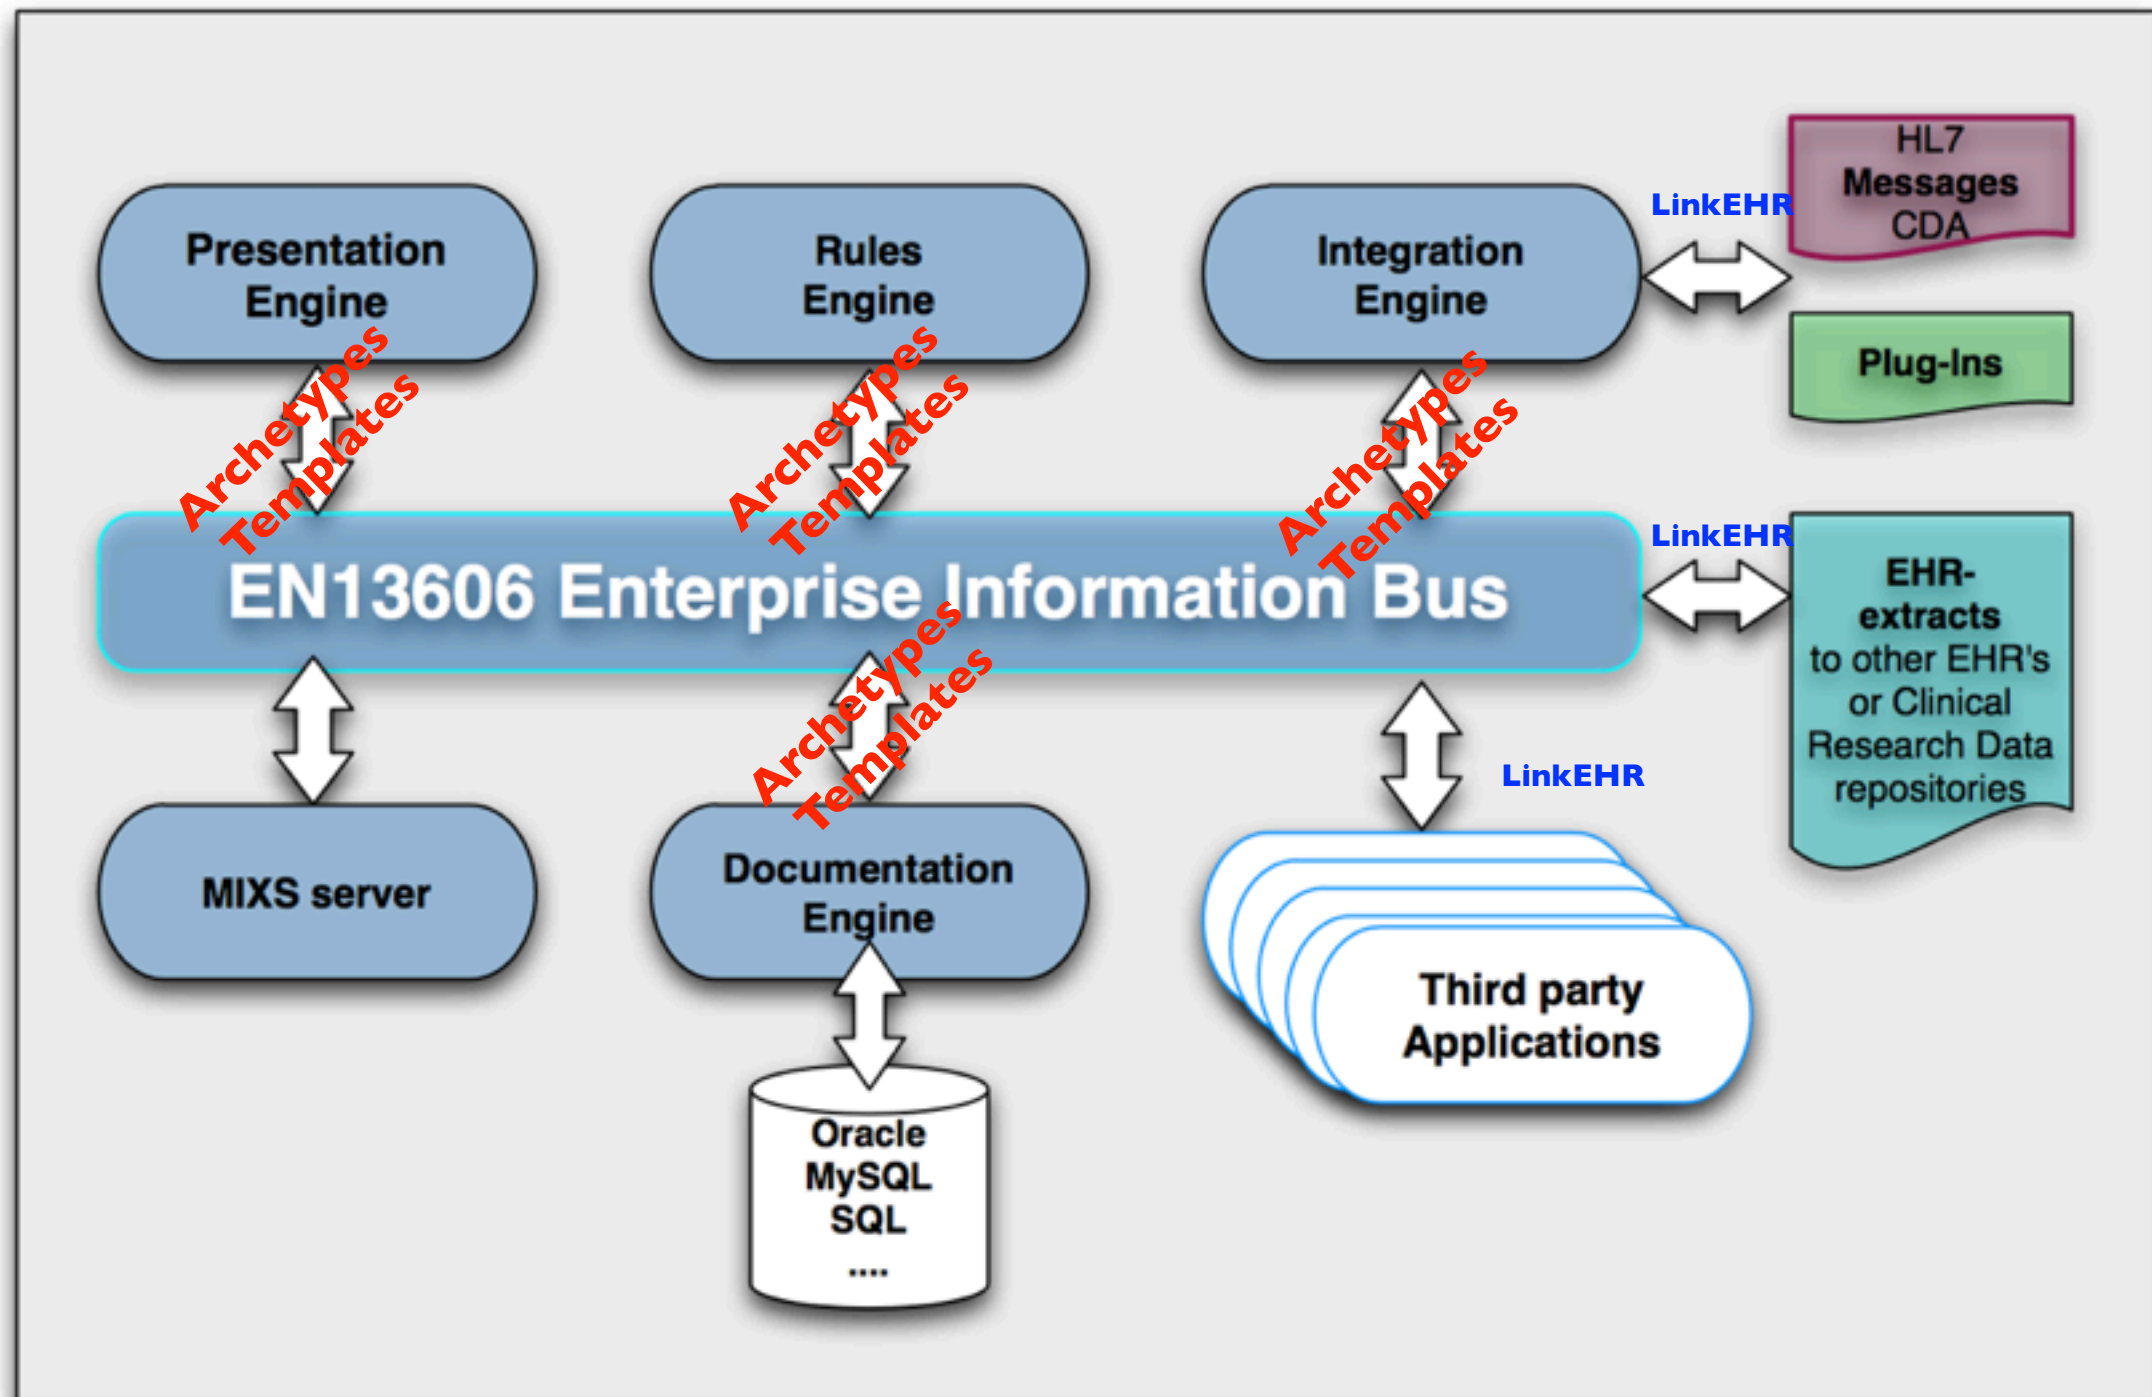 HL7
Messages
CDA
LinkEHR
Presentation
Engine
Rules
Engine
Integration
Engine
Plug-Ins
Archetypes
Templates
Archetypes
Templates
Archetypes
Templates
LinkEHR
EN13606 Enterprise Information Bus
EHR-
extracts
to other EHR's
or Clinical
Research Data
repositories
Archetypes
Templates
LinkEHR
MIXS server
Documentation
Engine
Third party
Applications
Oracle
MySQL
SQL
....